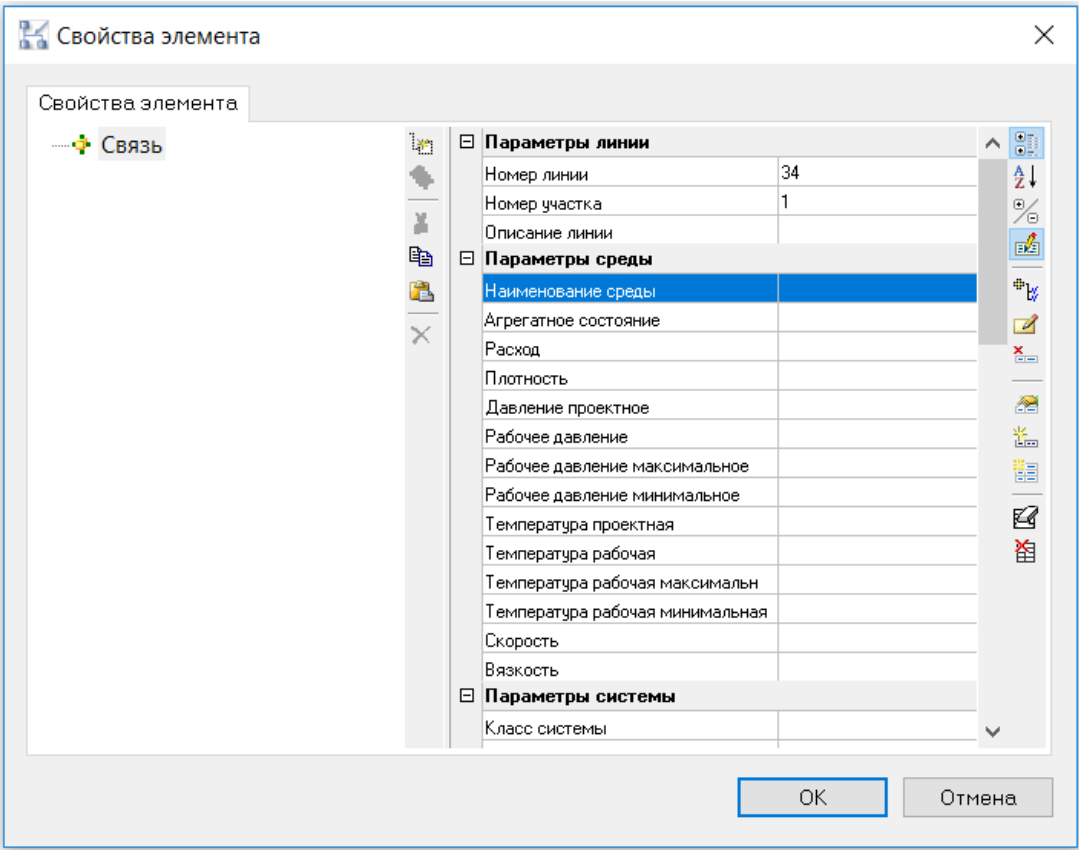 Свойства элемента
Свойства элемента
Связь
Параметры линии
Номер линии 34
Номер участка 1
Описание линии
Параметры среды
Наименование среды
Агрегатное состояние
Расход
Плотность
Давление проектное
Рабочее давление
Рабочее давление максимальное
Рабочее давление минимальное
Температура проектная
Температура рабочая
Температура рабочая максимальн
Температура рабочая минимальная
Скорость
Вязкость
Параметры системы
Класс системы
OK Отмена